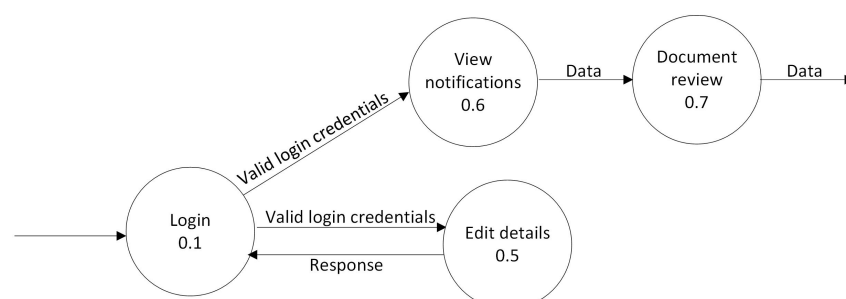 View
notifications
0.6
Data
Document
review
0.7
Data
Valid login credentials
Login
0.1
Valid login credentials
Edit details
0.5
Response